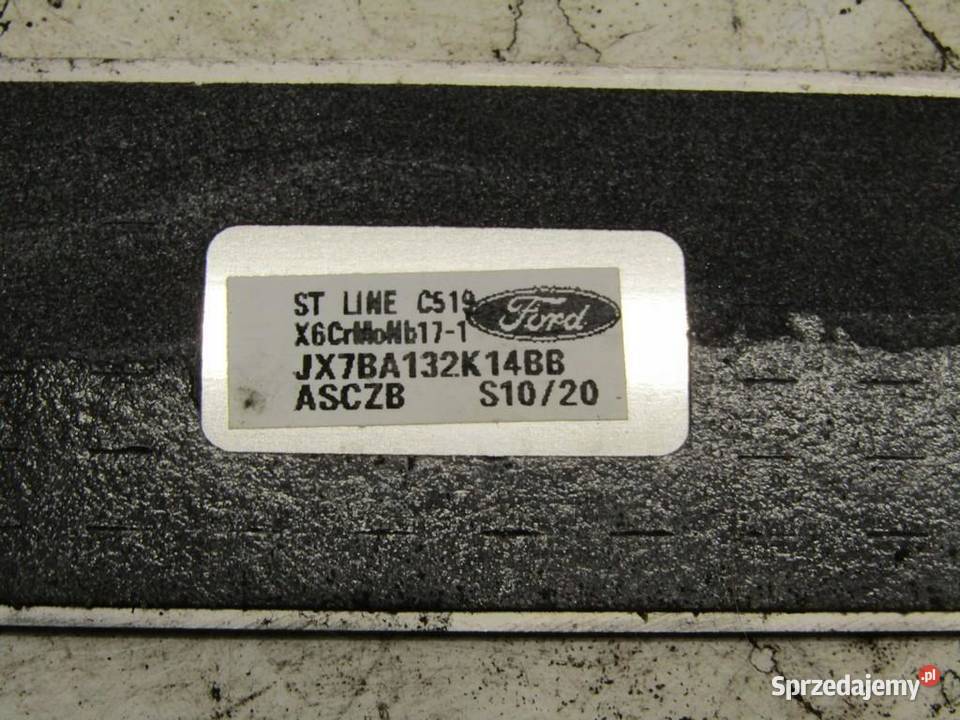 ST LINE C519
Ford
X6CrMoNb17-1
JX7BA132K14BB
ASCZB S10/20
Sprzedajemy.pl